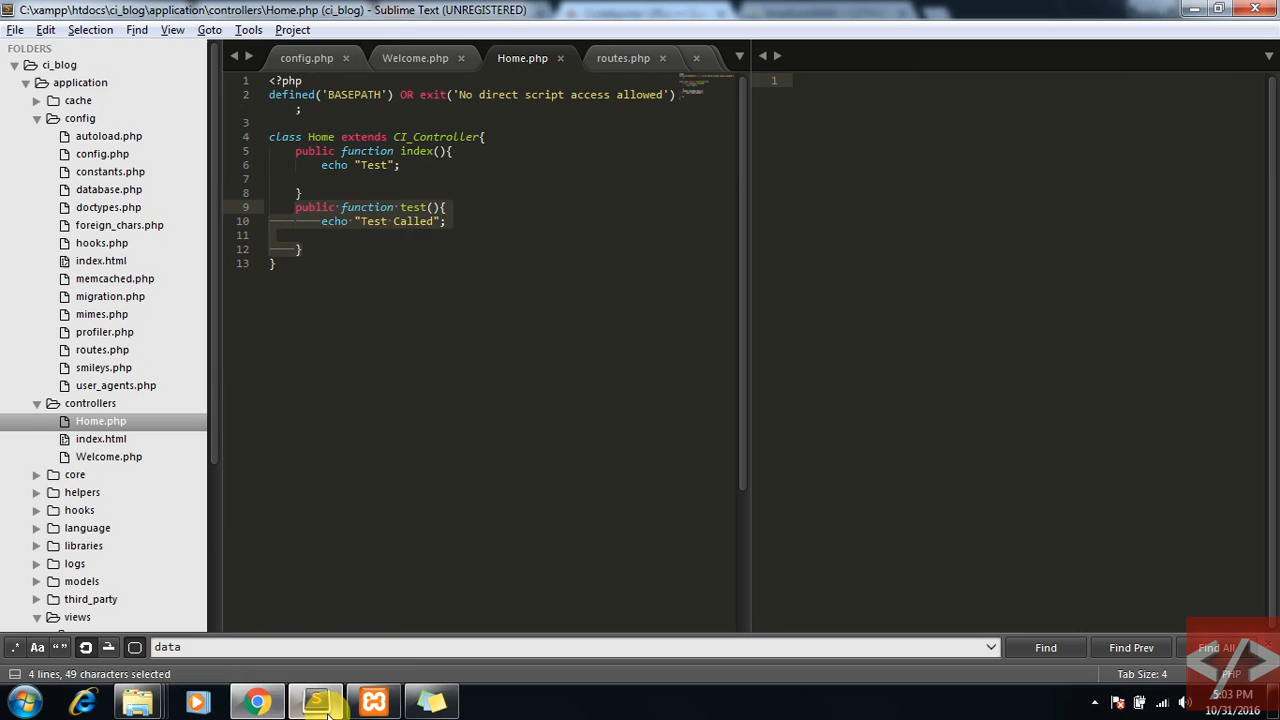 C:\xampp\htdocs\ci_blog\application\controllers\Home.php (ci_blog) - Sublime Text (UNREGISTERED)
File Edit Selection Find View Goto Tools Project
FOLDERS
ci_blog
application
cache
config
autoload.php
config.php
constants.php
database.php
doctypes.php
foreign_chars.php
hooks.php
index.html
memcached.php
migration.php
mimes.php
profiler.php
routes.php
smileys.php
user_agents.php
controllers
Home.php
index.html
Welcome.php
core
helpers
hooks
language
libraries
logs
models
third_party
views
config.php Welcome.php Home.php routes.php
1 <?php
2 defined('BASEPATH') OR exit('No direct script access allowed')
;
3
4 class Home extends CI_Controller{
5 public function index(){
6 echo "Test";
7
8 }
9 public function test(){
10 echo "Test Called";
11
12 }
13 }
1
.* Aa “ ” data Find Find Prev Find All
4 lines, 49 characters selected Tab Size: 4 PHP
5:03 PM
10/31/2016